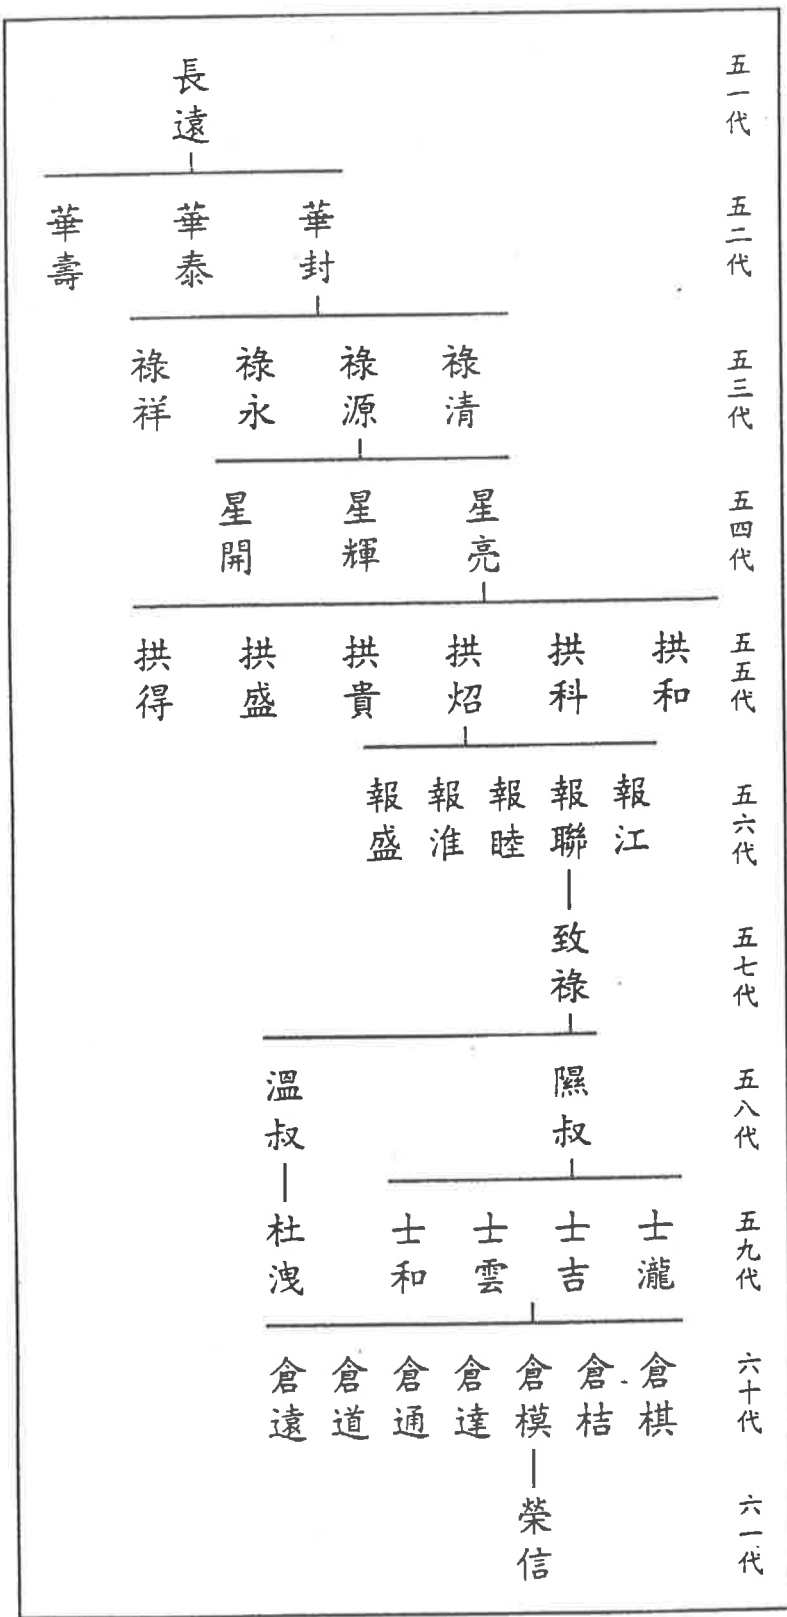 五一代
長遠
五二代
華封
華泰
華壽
五三代
祿清
祿源
祿永
祿祥
五四代
星亮
星輝
星開
五五代
拱和
拱科
拱炤
拱貴
拱盛
拱得
五六代
報江
報聯
報睦
報淮
報盛
五七代
致祿
五八代
隰叔
溫叔
五九代
士瀧
士吉
士雲
士和
杜洩
六十代
倉棋
倉桔
倉模
倉達
倉通
倉道
倉遠
六一代
榮信